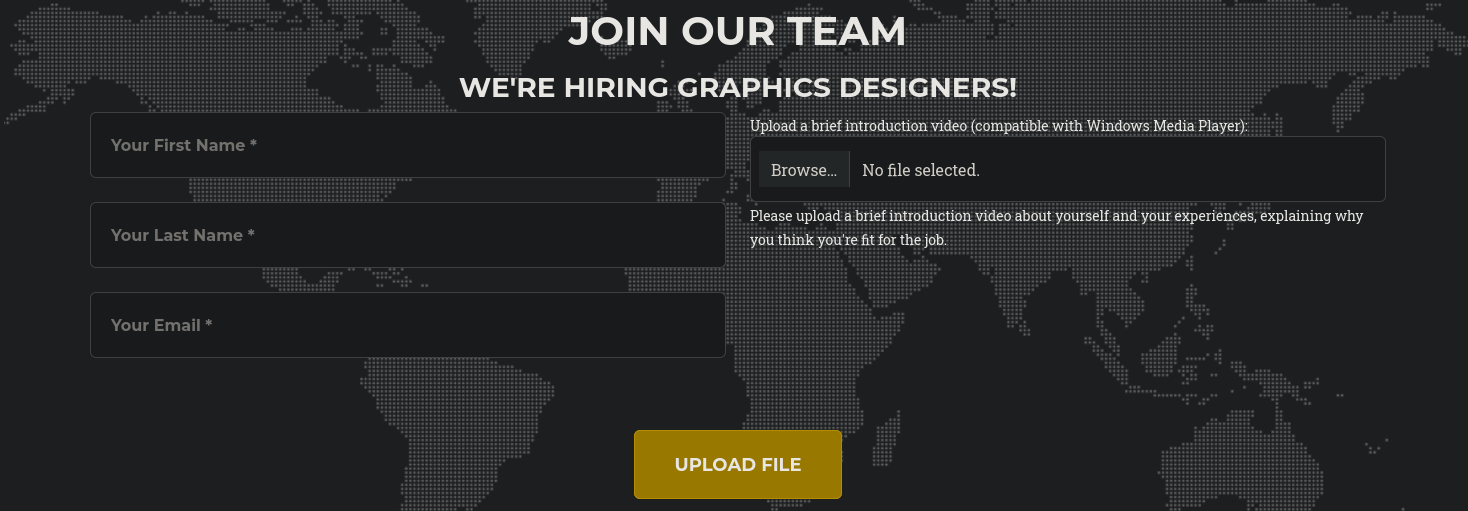 JOIN OUR TEAM
WE'RE HIRING GRAPHICS DESIGNERS!
Your First Name *
Your Last Name *
Your Email *
Upload a brief introduction video (compatible with Windows Media Player):
Browse... No file selected.
Please upload a brief introduction video about yourself and your experiences, explaining why
you think you're fit for the job.
UPLOAD FILE